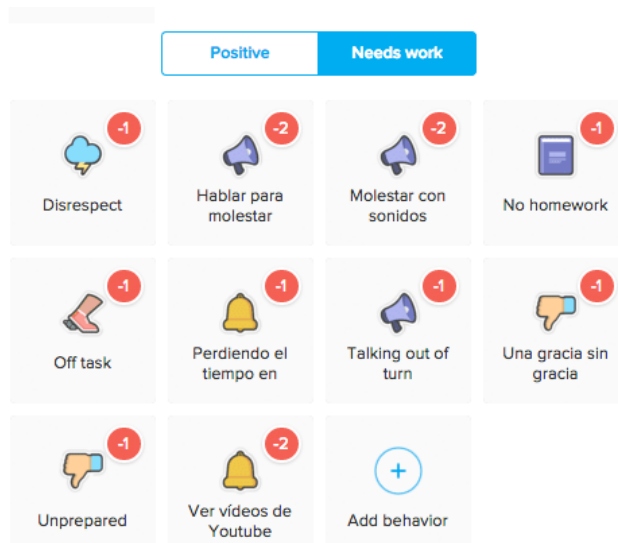 Positive Needs work
-1 -2 -2 -1
Disrespect
Hablar para
molestar
Molestar con
sonidos
No homework
-1 -1 -1 -1
Off task
Perdiendo el
tiempo en
Talking out of
turn
Una gracia sin
gracia
-1 -2
Unprepared
Ver vídeos de
Youtube
+
Add behavior